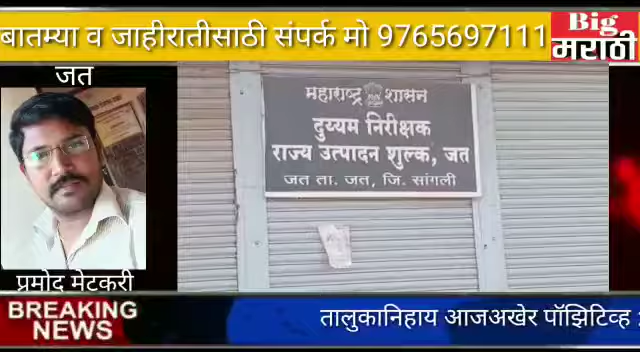 बातम्या व जाहीरातीसाठी संपर्क मो 9765697111
Big
मराठी
जत
महाराष्ट्र शासन
दुय्यम निरीक्षक
राज्य उत्पादन शुल्क, जत
जत ता. जत, जि. सांगली
प्रमोद मेटकरी
BREAKING
NEWS
तालुकानिहाय आजअखेर पॉझिटिव्ह :